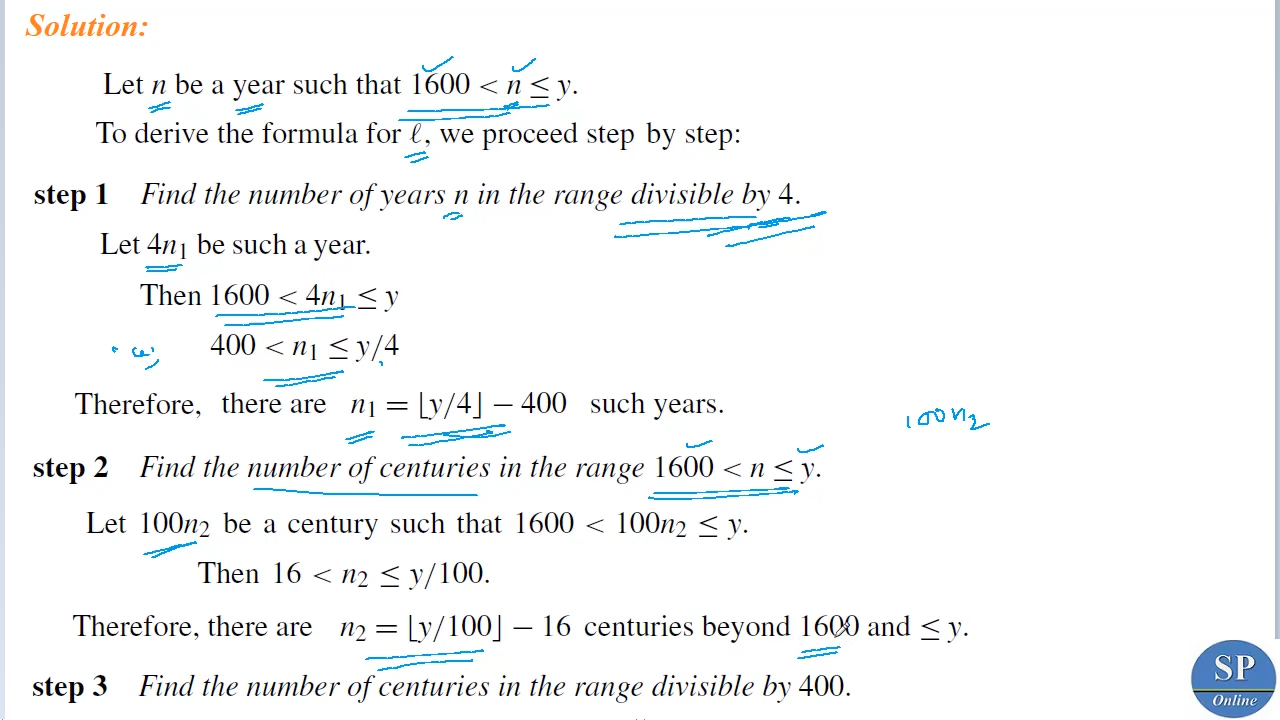 Solution:
Let n be a year such that 1600 < n ≤ y.
To derive the formula for ℓ, we proceed step by step:
step 1 Find the number of years n in the range divisible by 4.
Let 4n₁ be such a year.
Then 1600 < 4n₁ ≤ y
400 < n₁ ≤ y/4
Therefore, there are n₁ = ⌊y/4⌋ − 400 such years.
100n₂
step 2 Find the number of centuries in the range 1600 < n ≤ y.
Let 100n₂ be a century such that 1600 < 100n₂ ≤ y.
Then 16 < n₂ ≤ y/100.
Therefore, there are n₂ = ⌊y/100⌋ − 16 centuries beyond 1600 and ≤ y.
step 3 Find the number of centuries in the range divisible by 400.
SP
Online